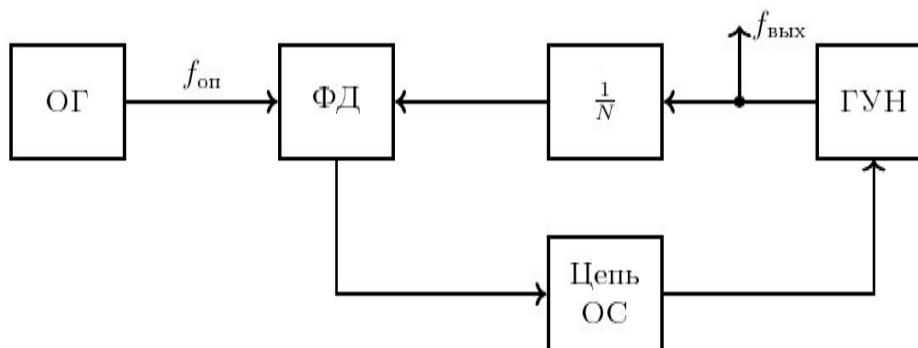 f_вых
ОГ
f_оп
ФД
1/N
ГУН
Цепь
ОС